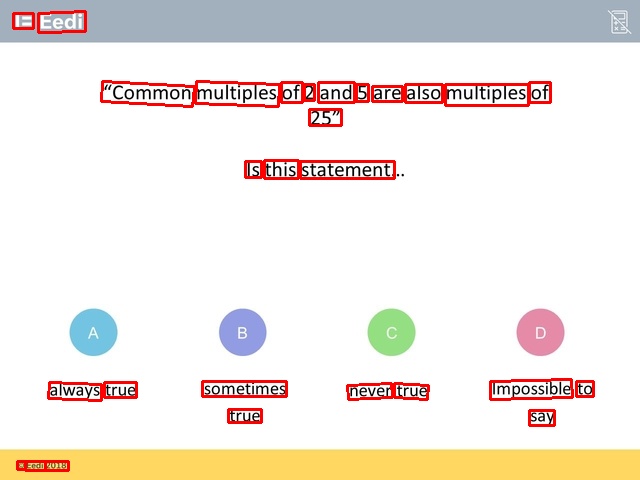 Eedi
“Common multiples of 2 and 5 are also multiples of
25”
Is this statement...
A
B
C
D
always true
sometimes
true
never true
Impossible to
say
© Eedi 2018